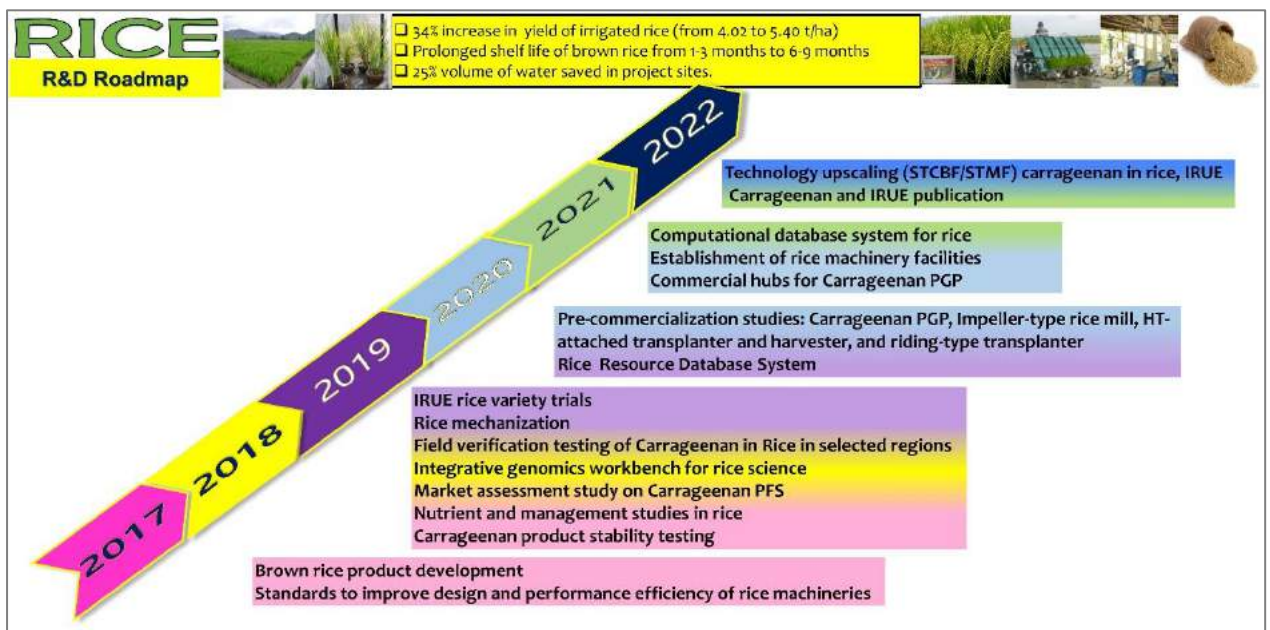 RICE
R&D Roadmap
❑ 34% increase in yield of irrigated rice (from 4.02 to 5.40 t/ha)
❑ Prolonged shelf life of brown rice from 1-3 months to 6-9 months
❑ 25% volume of water saved in project sites.
2022
Technology upscaling (STCBF/STMF) carrageenan in rice, IRUE
Carrageenan and IRUE publication
2021
Computational database system for rice
Establishment of rice machinery facilities
Commercial hubs for Carrageenan PGP
2020
Pre-commercialization studies: Carrageenan PGP, Impeller-type rice mill, HT-
attached transplanter and harvester, and riding-type transplanter
Rice Resource Database System
2019
IRUE rice variety trials
Rice mechanization
Field verification testing of Carrageenan in Rice in selected regions
Integrative genomics workbench for rice science
Market assessment study on Carrageenan PFS
Nutrient and management studies in rice
Carrageenan product stability testing
2018
2017
Brown rice product development
Standards to improve design and performance efficiency of rice machineries